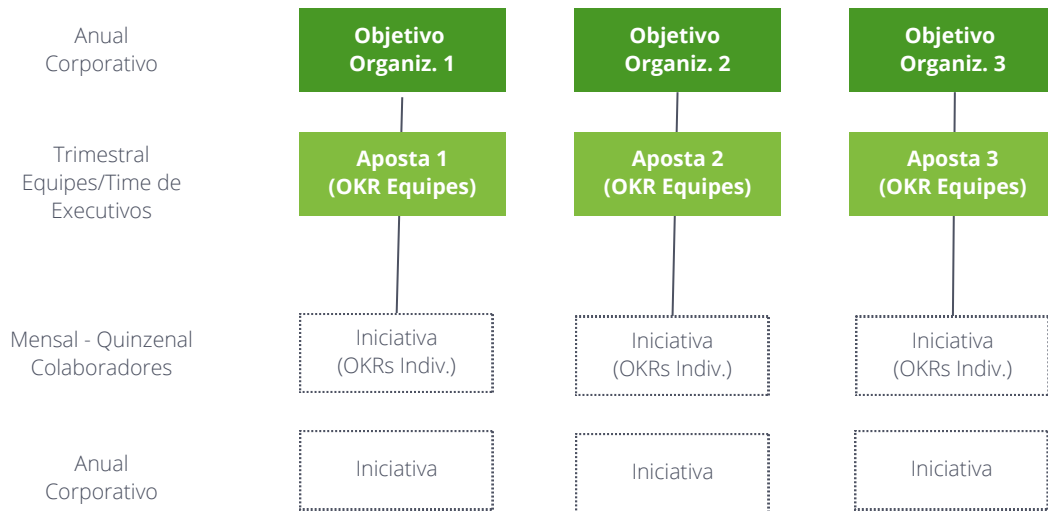 Anual
Corporativo
Objetivo
Organiz. 1
Objetivo
Organiz. 2
Objetivo
Organiz. 3
Trimestral
Equipes/Time de
Executivos
Aposta 1
(OKR Equipes)
Aposta 2
(OKR Equipes)
Aposta 3
(OKR Equipes)
Mensal - Quinzenal
Colaboradores
Iniciativa
(OKRs Indiv.)
Iniciativa
(OKRs Indiv.)
Iniciativa
(OKRs Indiv.)
Anual
Corporativo
Iniciativa
Iniciativa
Iniciativa